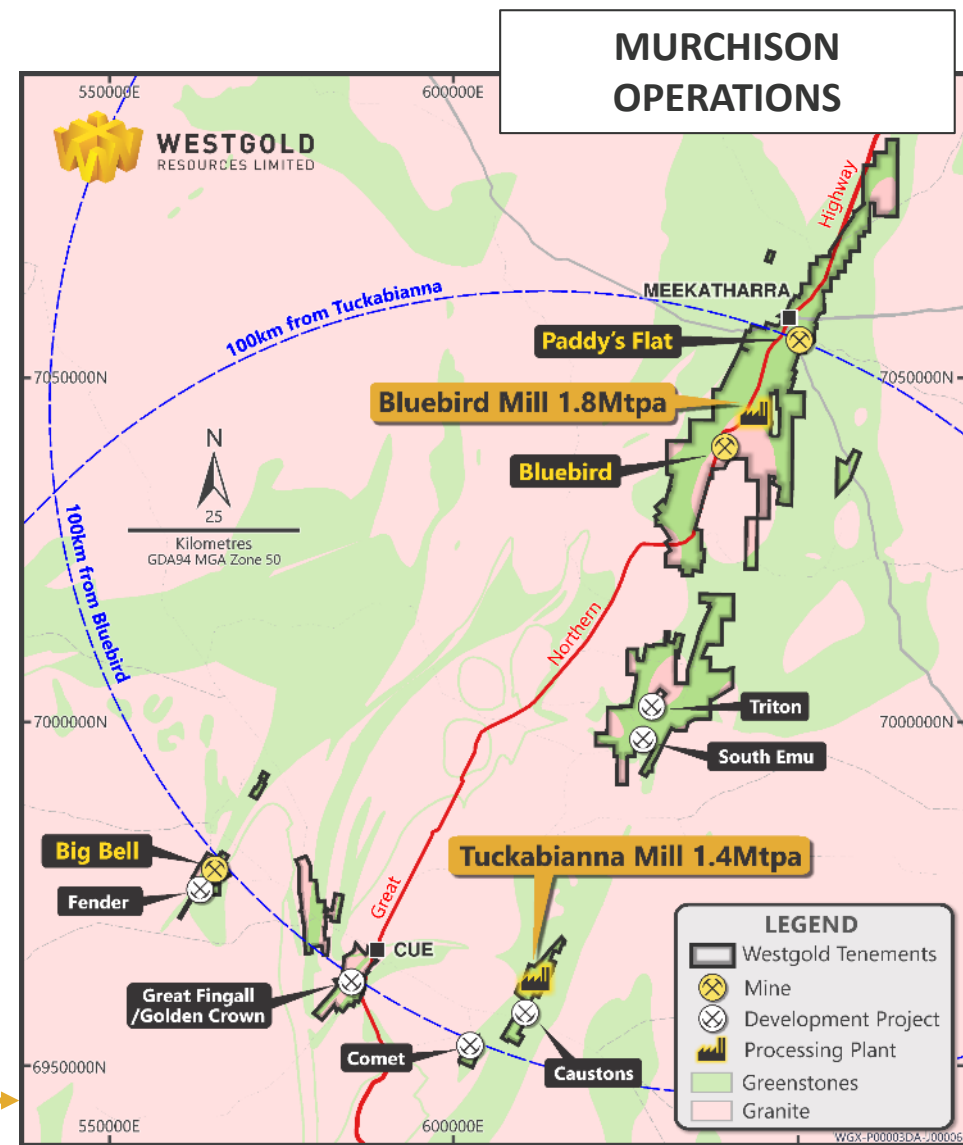 MURCHISON
OPERATIONS
550000E
600000E
WESTGOLD
RESOURCES LIMITED
Highway
100km from Tuckabianna
MEEKATHARRA
Paddy's Flat
7050000N
7050000N
Bluebird Mill 1.8Mtpa
N
Bluebird
25
Kilometres
GDA94 MGA Zone 50
100km from Bluebird
Northern
Triton
7000000N
7000000N
South Emu
Big Bell
Tuckabianna Mill 1.4Mtpa
Fender
Great
CUE
LEGEND
Westgold Tenements
Mine
Development Project
Processing Plant
Greenstones
Granite
Great Fingall
/Golden Crown
Comet
Caustons
6950000N
550000E
600000E
WGX-P00003DA-J00006